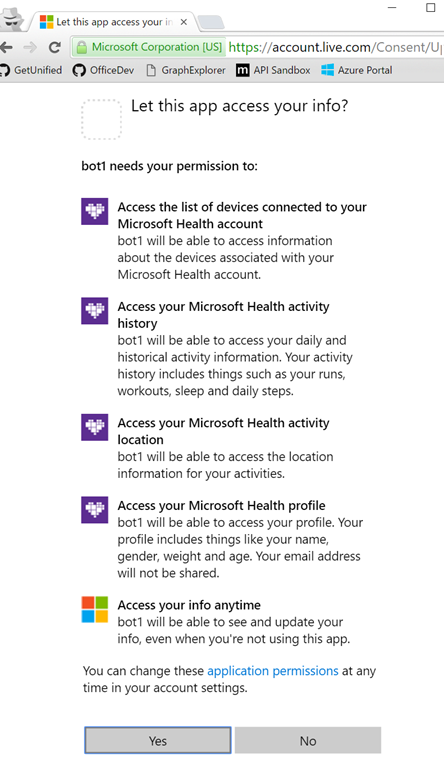 Let this app access your in
Microsoft Corporation [US] https://account.live.com/Consent/Up
GetUnified OfficeDev GraphExplorer m API Sandbox Azure Portal
Let this app access your info?
bot1 needs your permission to:
Access the list of devices connected to your
Microsoft Health account
bot1 will be able to access information
about the devices associated with your
Microsoft Health account.
Access your Microsoft Health activity
history
bot1 will be able to access your daily and
historical activity information. Your activity
history includes things such as your runs,
workouts, sleep and daily steps.
Access your Microsoft Health activity
location
bot1 will be able to access the location
information for your activities.
Access your Microsoft Health profile
bot1 will be able to access your profile. Your
profile includes things like your name,
gender, weight and age. Your email address
will not be shared.
Access your info anytime
bot1 will be able to see and update your
info, even when you're not using this app.
You can change these application permissions at any
time in your account settings.
Yes No